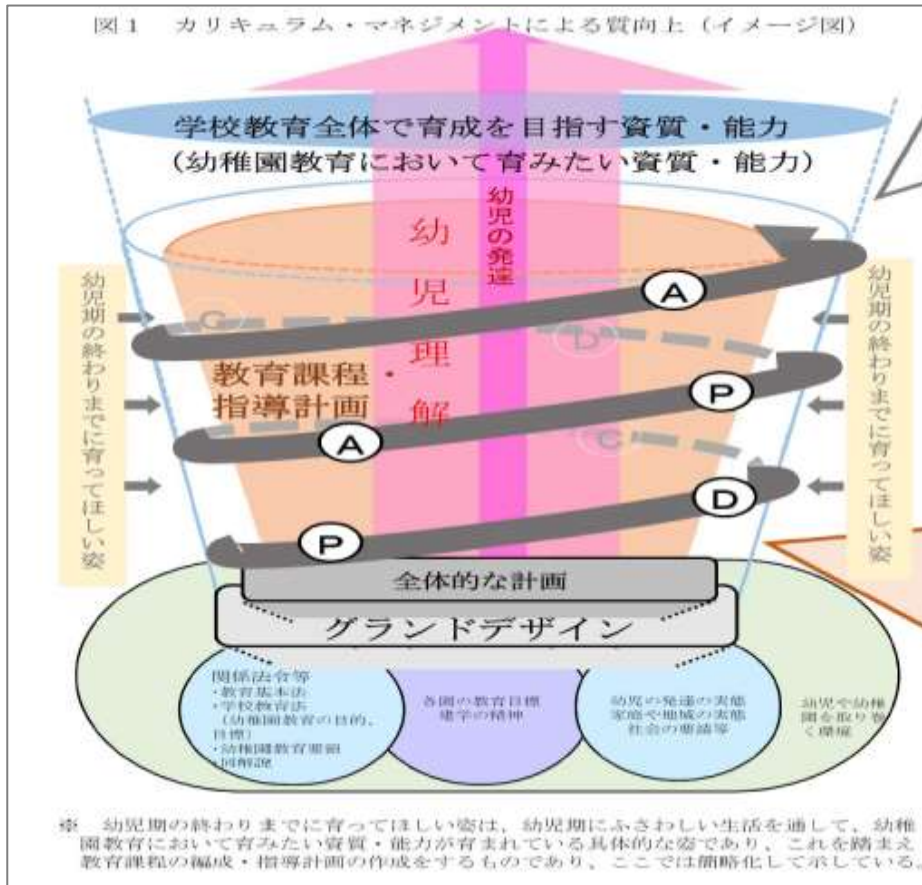 図1 カリキュラム・マネジメントによる質向上(イメージ図)
学校教育全体で育成を目指す資質・能力
(幼稚園教育において育みたい資質・能力)
幼児の発達
幼児理解
幼児期の終わりまでに育ってほしい姿
幼児期の終わりまでに育ってほしい姿
A
C
D
教育課程・
指導計画
P
A
C
D
P
全体的な計画
グランドデザイン
関係法令等
・教育基本法
・学校教育法
(幼稚園教育の目的、
目標)
・幼稚園教育要領
・同解説
各園の教育目標
建学の精神
幼児の発達の実態
家庭や地域の実態
社会の要請等
幼児や幼稚
園を取り巻
く環境
※ 幼児期の終わりまでに育ってほしい姿は、幼児期にふさわしい生活を通して、幼稚
園教育において育みたい資質・能力が育まれている具体的な姿であり、これを踏まえ
教育課程の編成・指導計画の作成をするものであり、ここでは簡略化して示している。